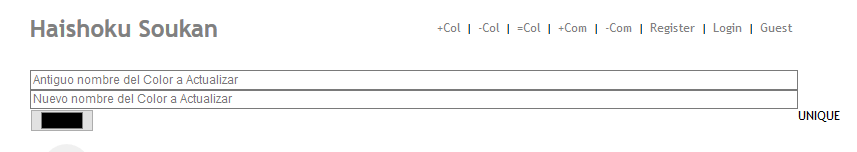 Haishoku Soukan
+Col | -Col | =Col | +Com | -Com | Register | Login | Guest
Antiguo nombre del Color a Actualizar
Nuevo nombre del Color a Actualizar
UNIQUE